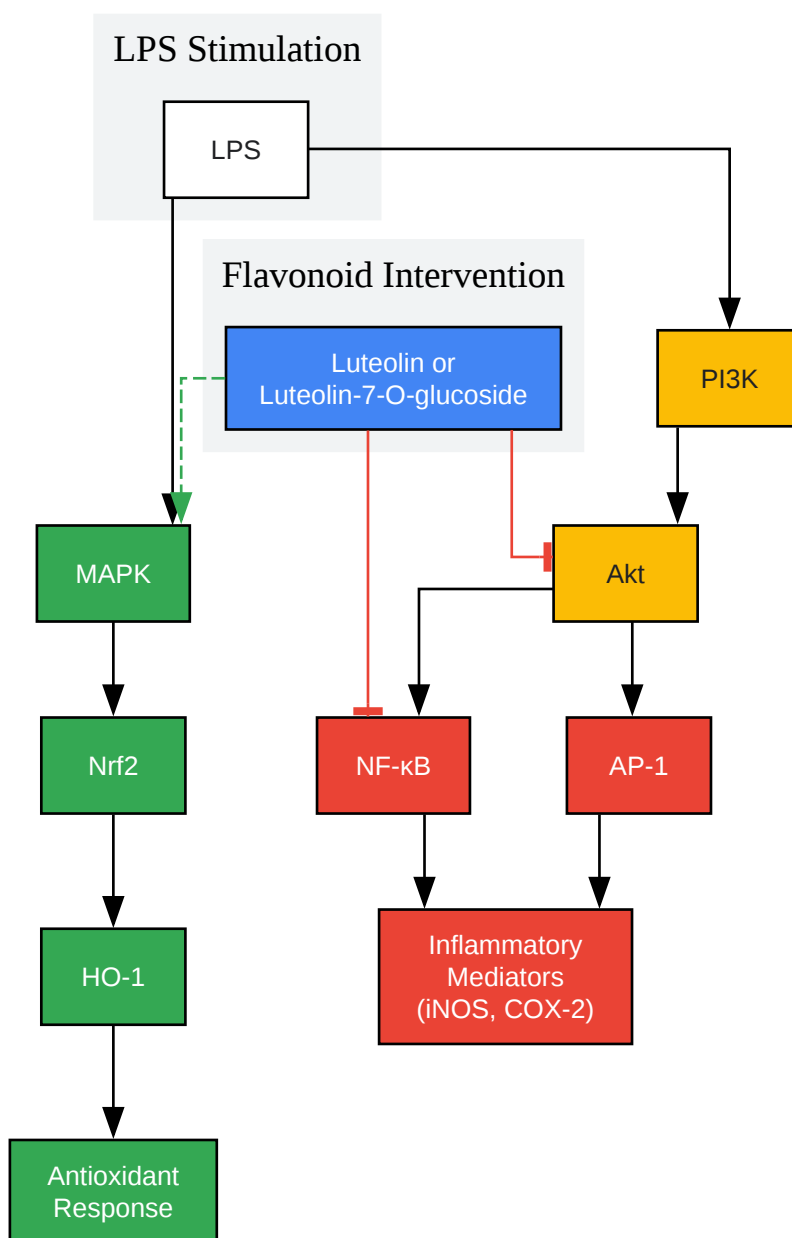 LPS Stimulation
LPS
Flavonoid Intervention
Luteolin or
Luteolin-7-O-glucoside
PI3K
MAPK
Akt
Nrf2
NF-κB
AP-1
HO-1
Inflammatory
Mediators
(iNOS, COX-2)
Antioxidant
Response